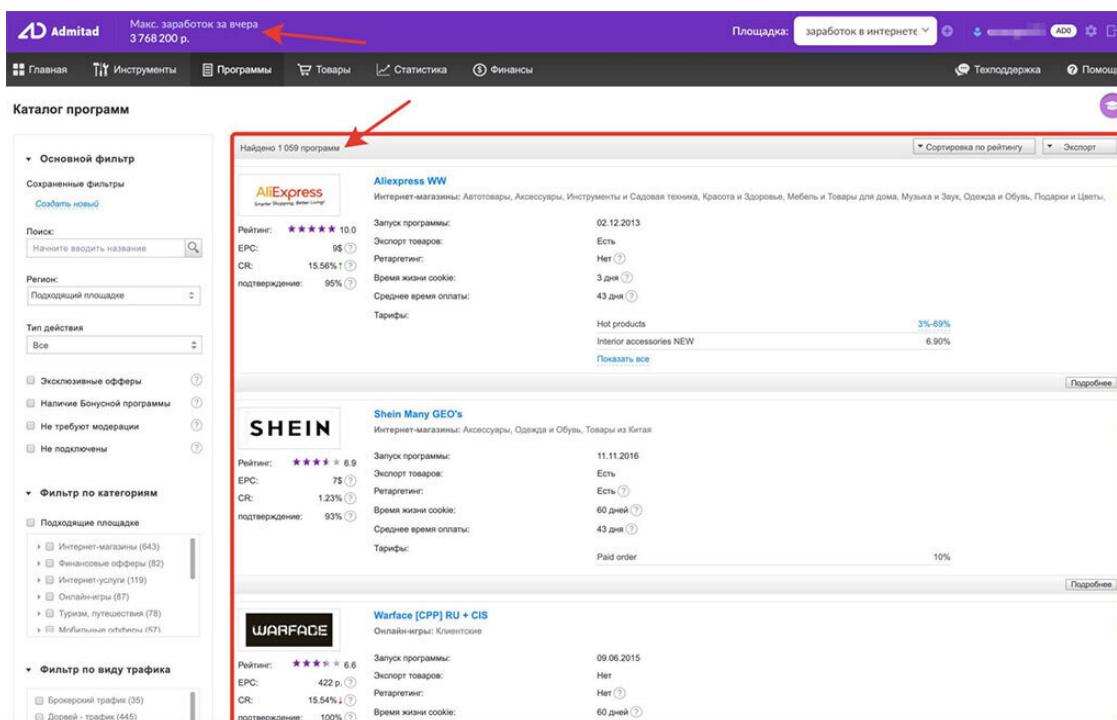 Admitad
Макс. заработок за вчера
3 768 200 р.
Площадка:
заработок в интернете
AD0
Главная
Инструменты
Программы
Товары
Статистика
Финансы
Техподдержка
Помощь
Каталог программ
Основной фильтр
Сохраненные фильтры
Создать новый
Поиск:
Начните вводить название
Регион:
Подходящий площадке
Тип действия
Все
Эксклюзивные офферы
Наличие Бонусной программы
Не требуют модерации
Не подключены
Фильтр по категориям
Подходящие площадке
Интернет-магазины (643)
Финансовые офферы (82)
Интернет-услуги (119)
Онлайн-игры (87)
Туризм, путешествия (78)
Мобильные офферы (57)
Фильтр по виду трафика
Брокерский трафик (35)
Дорвей - трафик (445)
Найдено 1 059 программ
Сортировка по рейтингу
Экспорт
AliExpress
Smarter Shopping, Better Living!
Рейтинг: 10.0
EPC: 9$
CR: 15.56%↑
подтверждение: 95%
Aliexpress WW
Интернет-магазины: Автотовары, Аксессуары, Инструменты и Садовая техника, Красота и Здоровье, Мебель и Товары для дома, Музыка и Звук, Одежда и Обувь, Подарки и Цветы,
Запуск программы: 02.12.2013
Экспорт товаров: Есть
Ретаргетинг: Нет
Время жизни cookie: 3 дня
Среднее время оплаты: 43 дня
Тарифы:
Hot products 3%-69%
Interior accessories NEW 6.90%
Показать все
Подробнее
SHEIN
Рейтинг: 6.9
EPC: 7$
CR: 1.23%
подтверждение: 93%
Shein Many GEO's
Интернет-магазины: Аксессуары, Одежда и Обувь, Товары из Китая
Запуск программы: 11.11.2016
Экспорт товаров: Есть
Ретаргетинг: Есть
Время жизни cookie: 60 дней
Среднее время оплаты: 43 дня
Тарифы:
Paid order 10%
Подробнее
WARFACE
Рейтинг: 6.6
EPC: 422 р.
CR: 15.54%↓
подтверждение: 100%
Warface [CPP] RU + CIS
Онлайн-игры: Клиентские
Запуск программы: 09.06.2015
Экспорт товаров: Нет
Ретаргетинг: Нет
Время жизни cookie: 60 дней